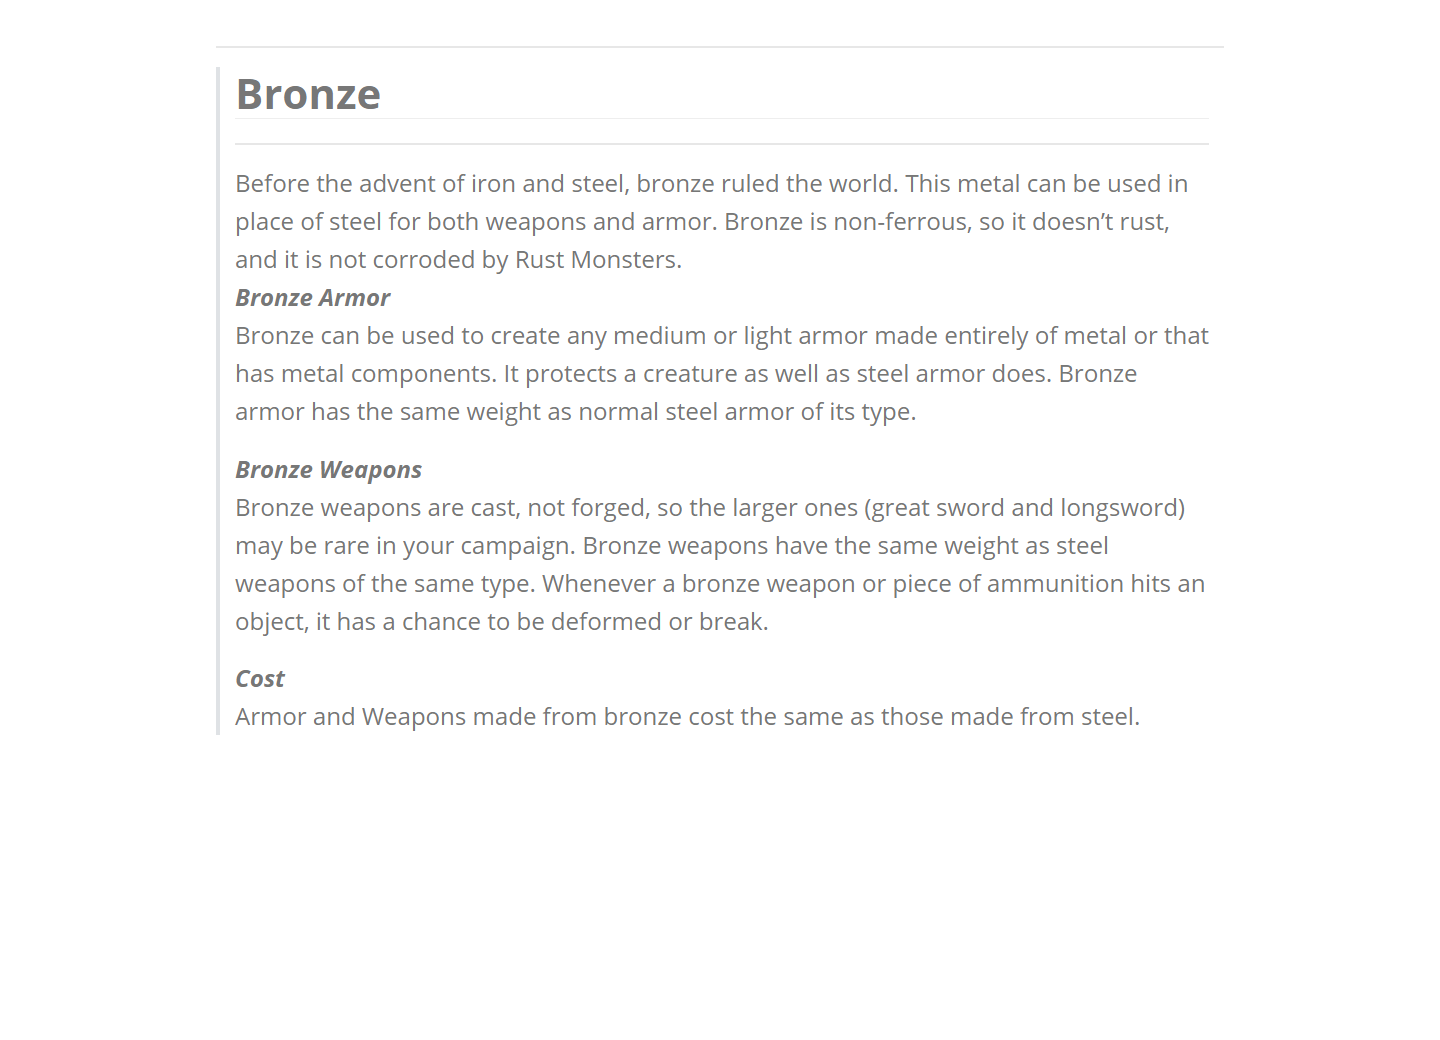 Bronze
Before the advent of iron and steel, bronze ruled the world. This metal can be used in
place of steel for both weapons and armor. Bronze is non-ferrous, so it doesn’t rust,
and it is not corroded by Rust Monsters.
Bronze Armor
Bronze can be used to create any medium or light armor made entirely of metal or that
has metal components. It protects a creature as well as steel armor does. Bronze
armor has the same weight as normal steel armor of its type.
Bronze Weapons
Bronze weapons are cast, not forged, so the larger ones (great sword and longsword)
may be rare in your campaign. Bronze weapons have the same weight as steel
weapons of the same type. Whenever a bronze weapon or piece of ammunition hits an
object, it has a chance to be deformed or break.
Cost
Armor and Weapons made from bronze cost the same as those made from steel.